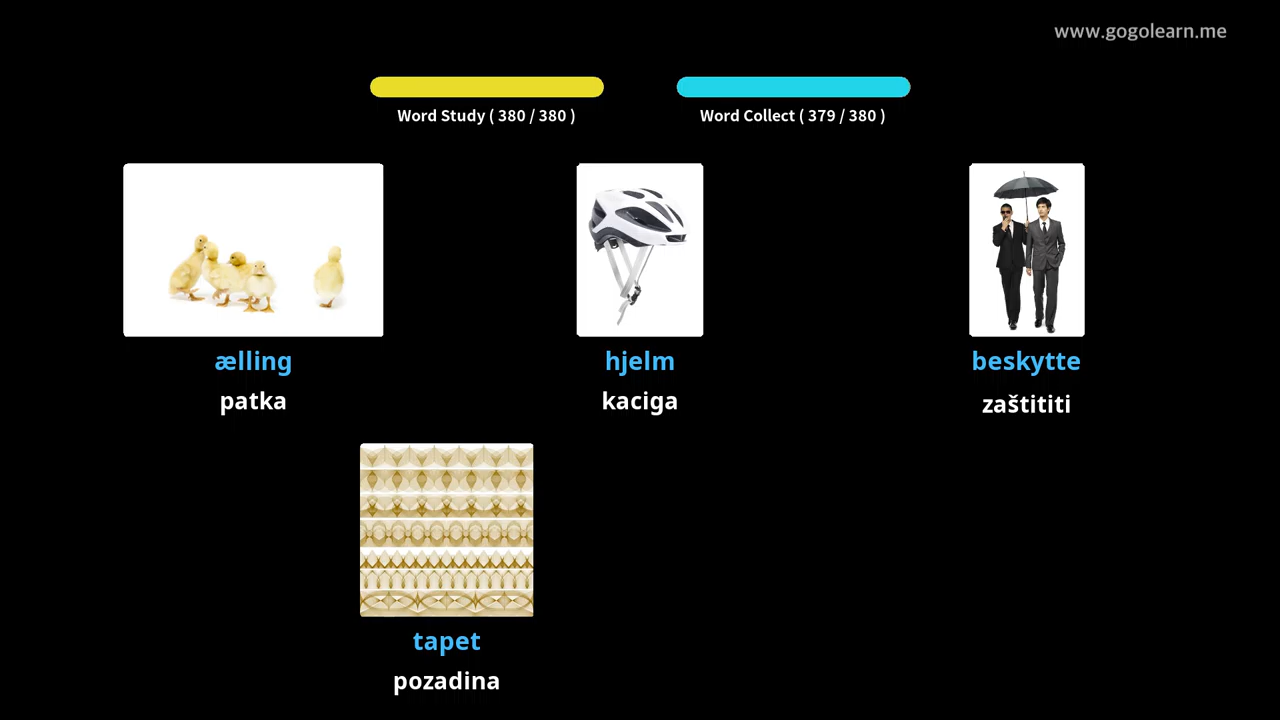 www.gogolearn.me
Word Study ( 380 / 380 )
Word Collect ( 379 / 380 )
ælling
hjelm
beskytte
patka
kaciga
zaštititi
tapet
pozadina